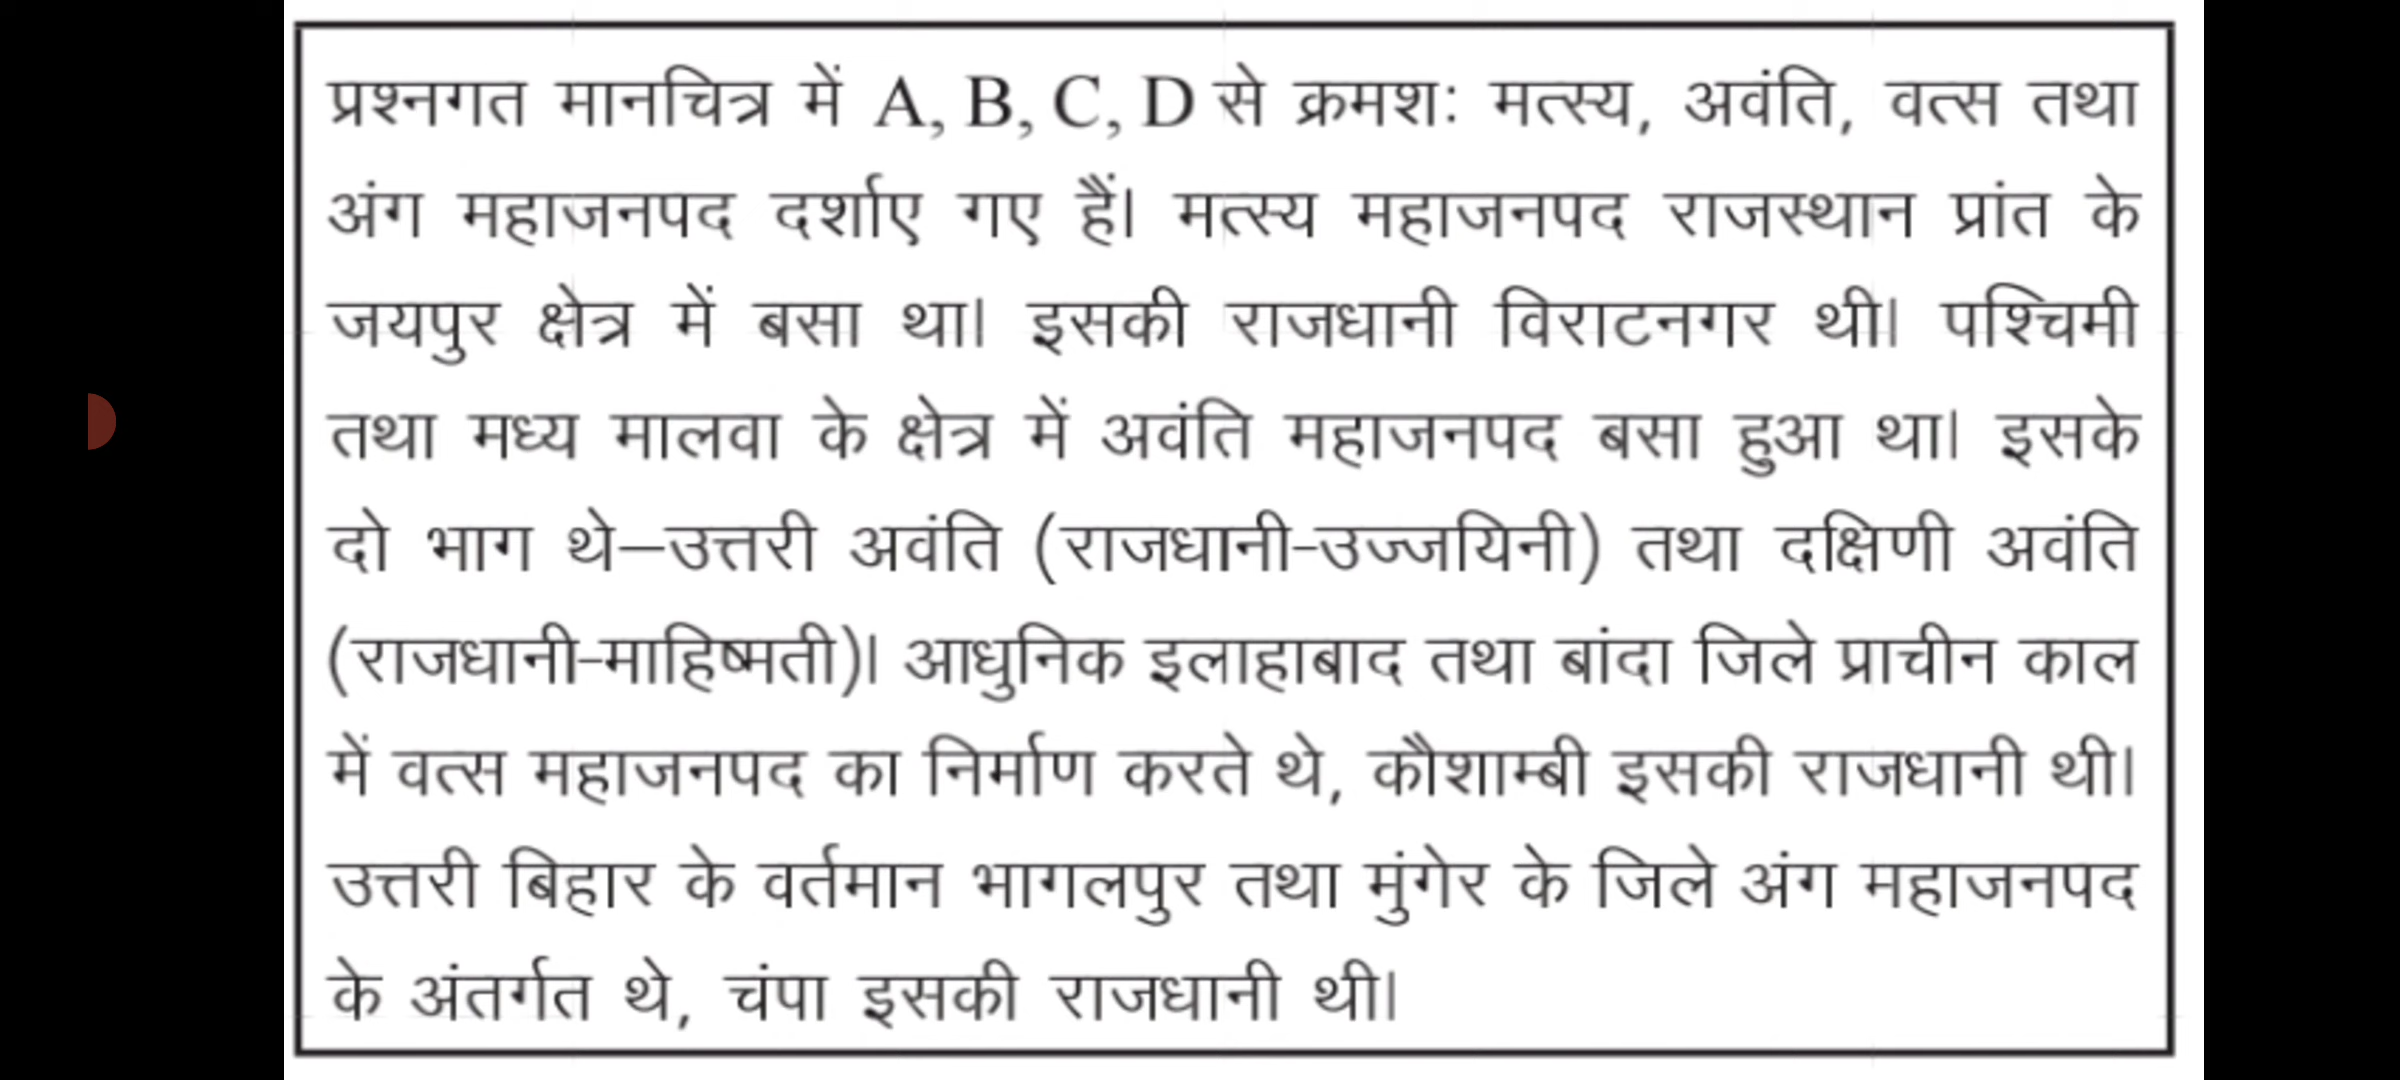 प्रश्नगत मानचित्र में A, B, C, D से क्रमशः मत्स्य, अवंति, वत्स तथा
अंग महाजनपद दर्शाए गए हैं। मत्स्य महाजनपद राजस्थान प्रांत के
जयपुर क्षेत्र में बसा था। इसकी राजधानी विराटनगर थी। पश्चिमी
तथा मध्य मालवा के क्षेत्र में अवंति महाजनपद बसा हुआ था। इसके
दो भाग थे–उत्तरी अवंति (राजधानी-उज्जयिनी) तथा दक्षिणी अवंति
(राजधानी-माहिष्मती)। आधुनिक इलाहाबाद तथा बांदा जिले प्राचीन काल
में वत्स महाजनपद का निर्माण करते थे, कौशाम्बी इसकी राजधानी थी।
उत्तरी बिहार के वर्तमान भागलपुर तथा मुंगेर के जिले अंग महाजनपद
के अंतर्गत थे, चंपा इसकी राजधानी थी।